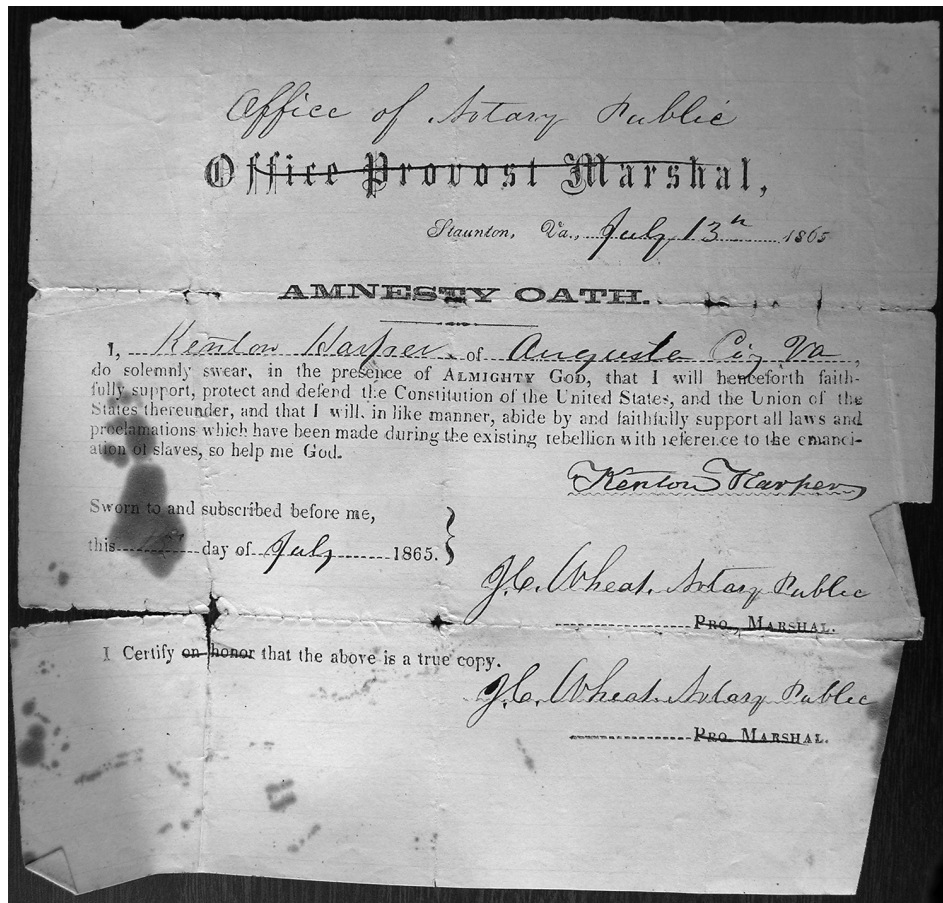 Office of Notary Public
Office Provost Marshal,
Staunton, Va., July 13th 1865
AMNESTY OATH.
I, Kenton Harper of Augusta Va,
do solemnly swear, in the presence of ALMIGHTY GOD, that I will henceforth faith-
fully support, protect and defend the Constitution of the United States, and the Union of the
States thereunder, and that I will, in like manner, abide by and faithfully support all laws and
proclamations which have been made during the existing rebellion with reference to the emanci-
ation of slaves, so help me God.
Kenton Harper
Sworn to and subscribed before me,
this day of July 1865.
J. C. Wheat, Notary Public
PRO. MARSHAL.
I Certify on honor that the above is a true copy.
J. C. Wheat Notary Public
PRO. MARSHAL.